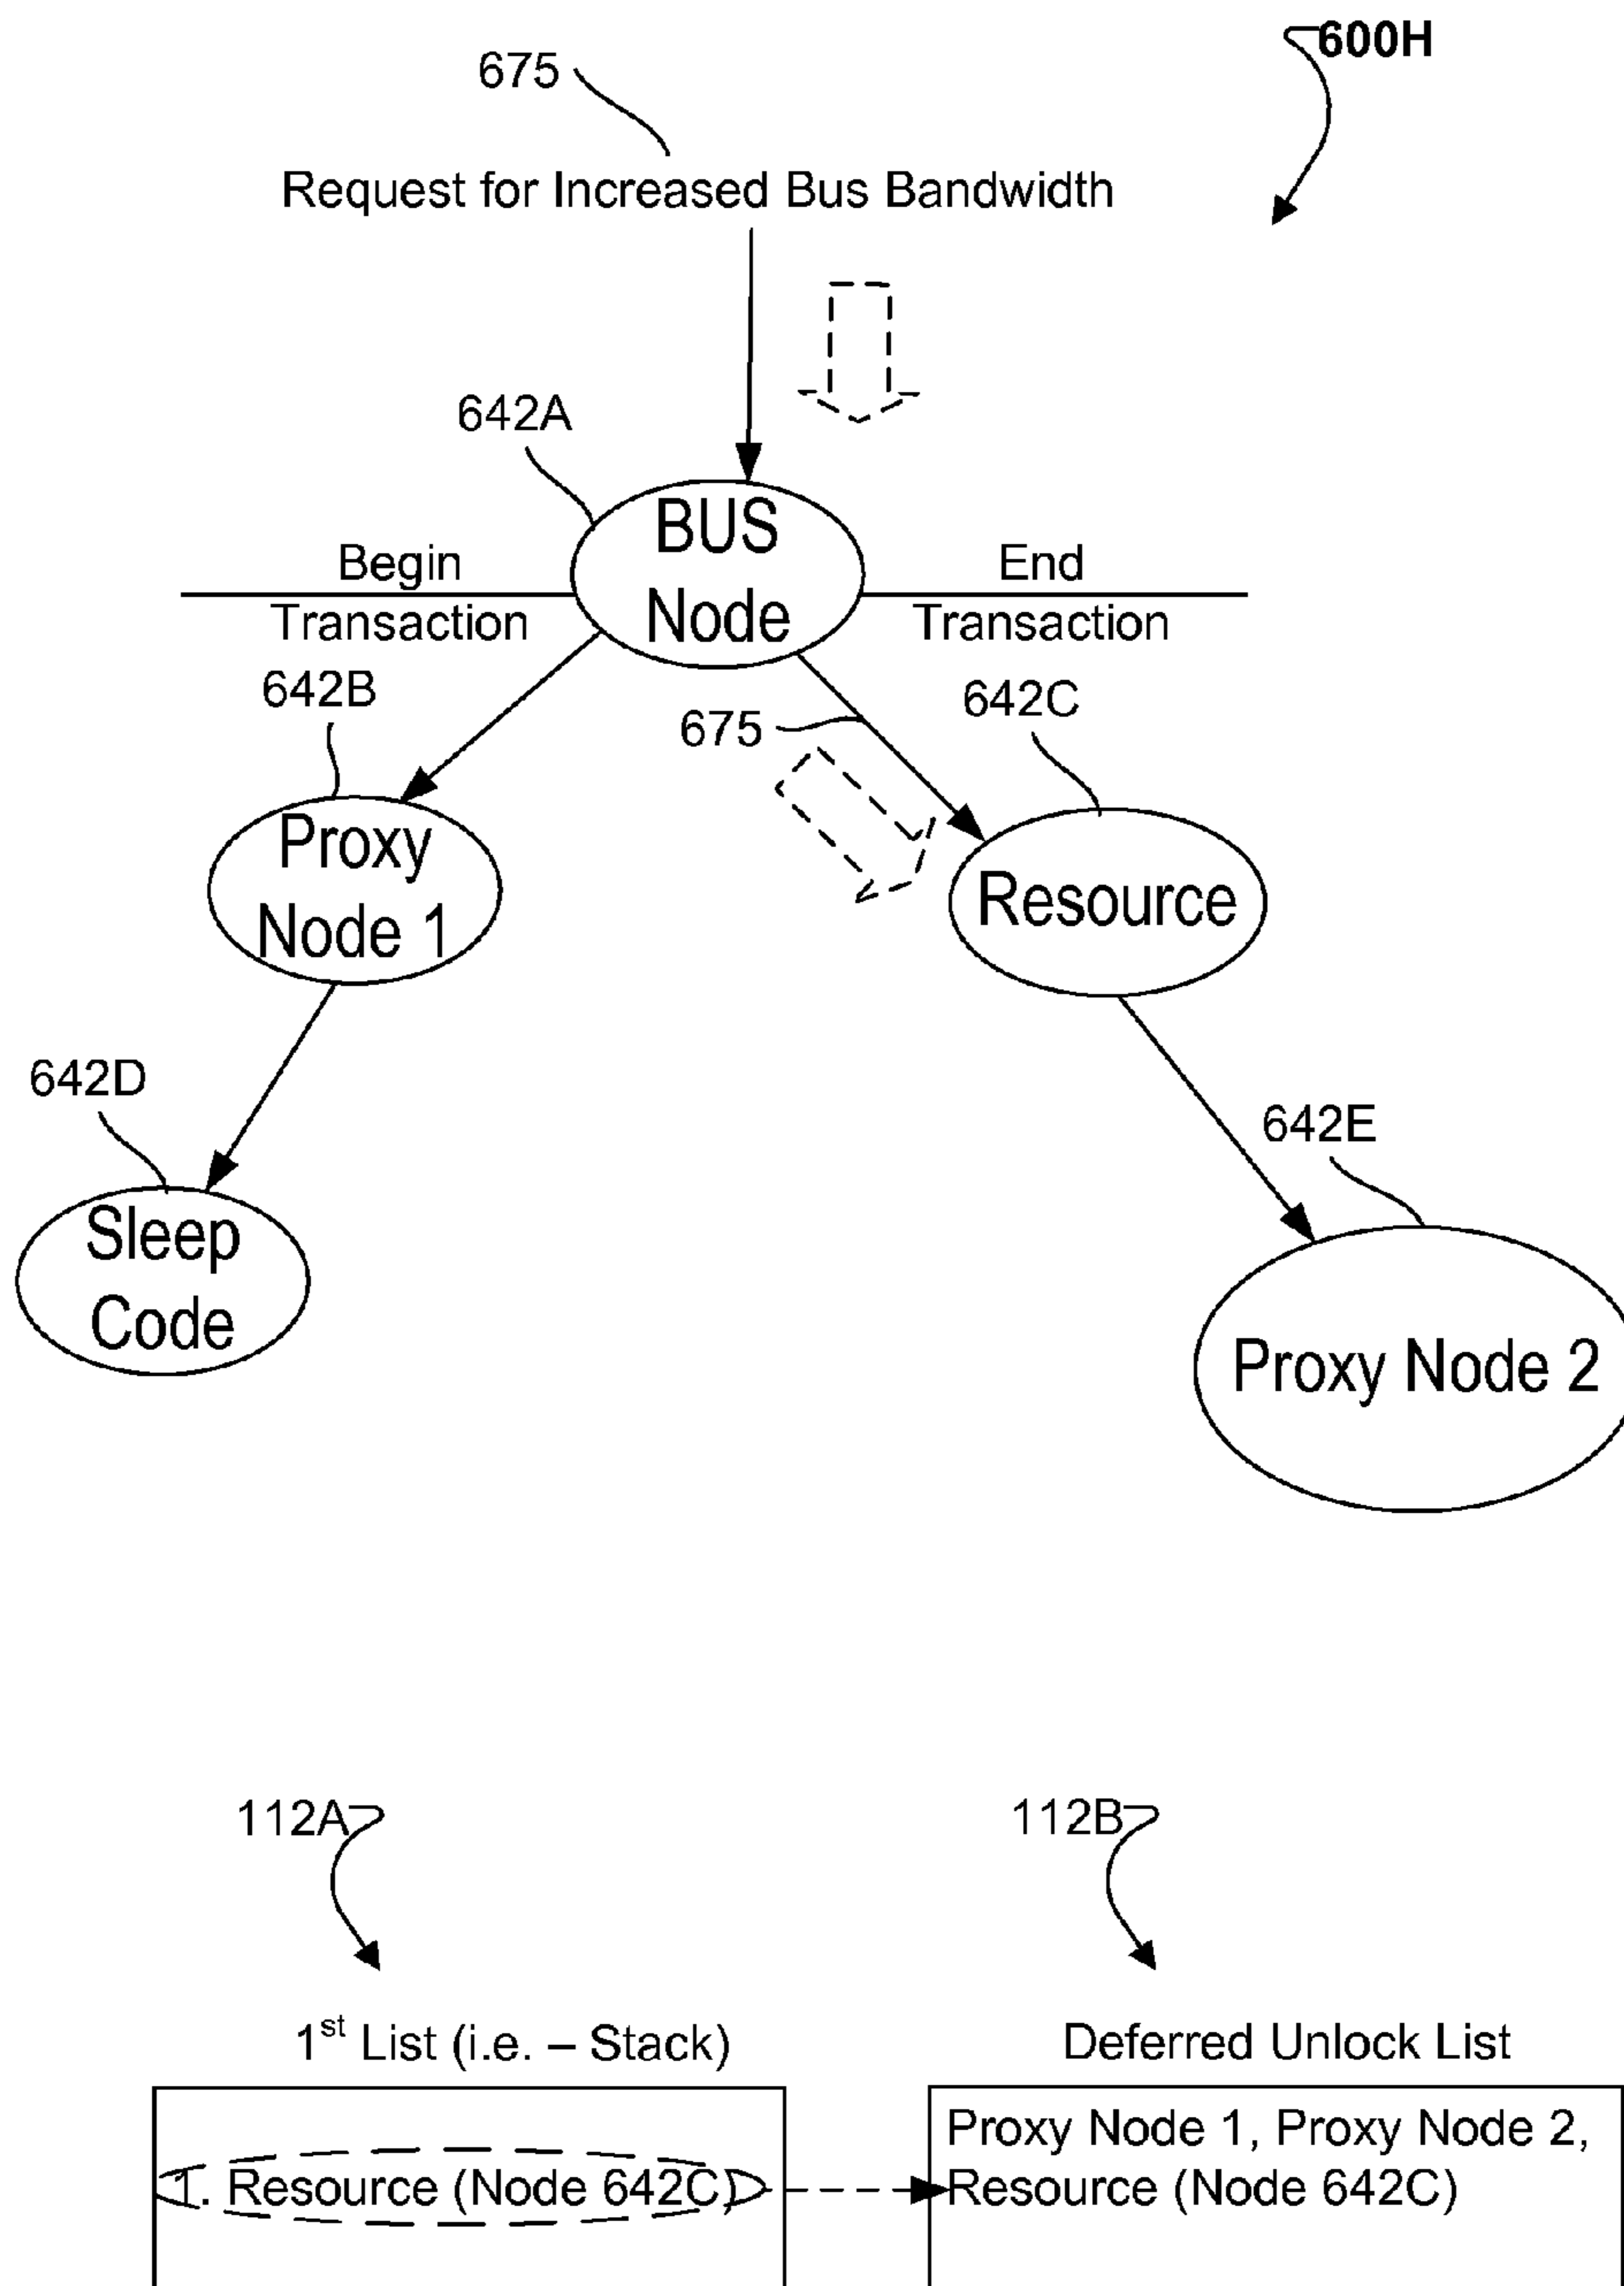 600H
675
Request for Increased Bus Bandwidth
642A
BUS
Node
Begin
Transaction
End
Transaction
642B
675
642C
Proxy
Node 1
Resource
642D
642E
Sleep
Code
Proxy Node 2
112A
112B
1st List (i.e. – Stack)
Deferred Unlock List
1. Resource (Node 642C)
Proxy Node 1, Proxy Node 2,
Resource (Node 642C)